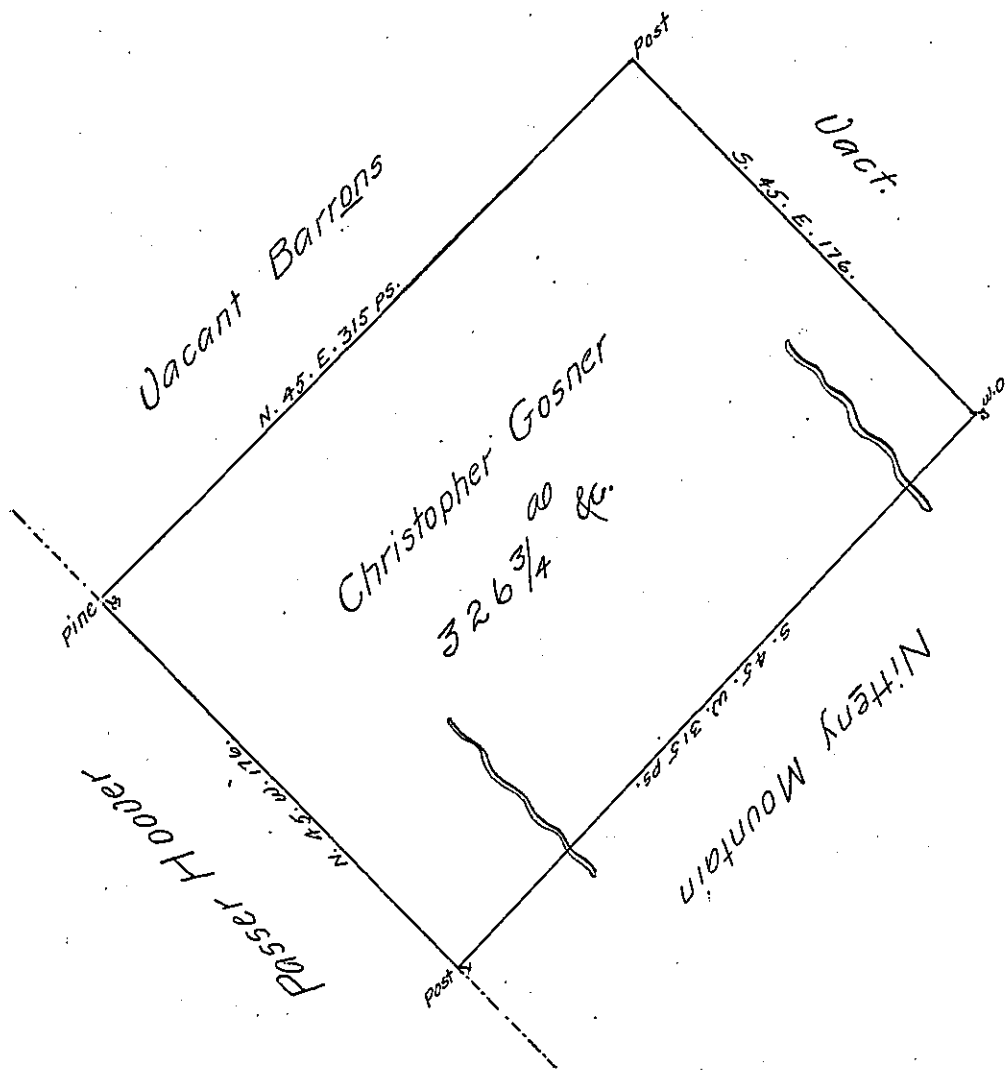 Post
Vact.
S. 45. E. 176.
Vacant Barrons
N. 45. E. 315 PS.
W.O
Christopher Gosner
326 3/4 a &c.
Pine
S. 45. W. 315 PS.
Nitteny Mountain
N. 45. W. 176.
Passer Hoover
Post